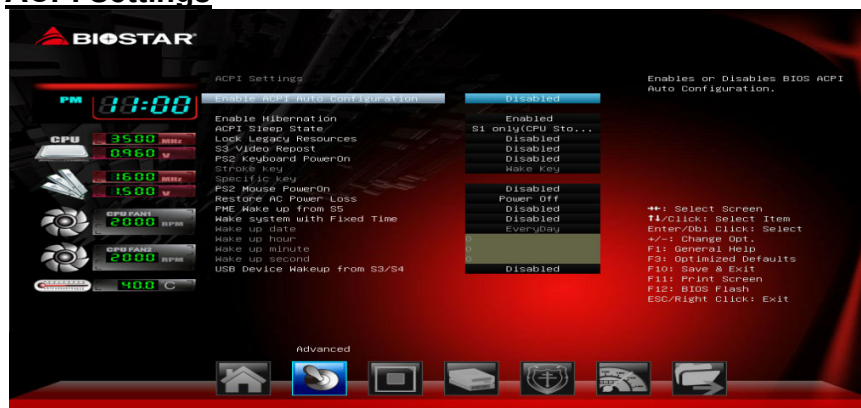 ACPI Settings
BIOSTAR
ACPI Settings
Enables or Disables BIOS ACPI
Auto Configuration.
PM 11:00
Enable ACPI Auto Configuration Disabled
Enable Hibernation Enabled
ACPI Sleep State S1 only(CPU Sto...
CPU 3500 MHz
Lock Legacy Resources Disabled
0.960 V
S3 Video Repost Disabled
PS2 Keyboard PowerOn Disabled
Stroke key Wake Key
1600 MHz
Specific key
1.500 V
PS2 Mouse PowerOn Disabled
Restore AC Power Loss Power Off
PME Wake up from S5 Disabled
CPU FAN1
2000 RPM
Wake system with Fixed Time Disabled
Wake up date EveryDay
Wake up hour 0
Wake up minute 0
CPU FAN2
2000 RPM
Wake up second 0
USB Device Wakeup from S3/S4 Disabled
40.0 C
→←: Select Screen
↑↓/Click: Select Item
Enter/Dbl Click: Select
+/-: Change Opt.
F1: General Help
F3: Optimized Defaults
F10: Save & Exit
F11: Print Screen
F12: BIOS Flash
ESC/Right Click: Exit
Advanced